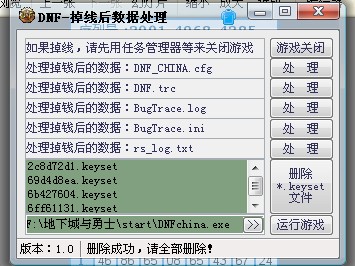 DNF-掉线后数据处理
如果掉线,请先用任务管理器等来关闭游戏
游戏关闭
处理掉线后的数据:DNF_CHINA.cfg
处 理
处理掉线后的数据:DNF.trc
处 理
处理掉线后的数据:BugTrace.log
处 理
处理掉线后的数据:BugTrace.ini
处 理
处理掉线后的数据:rs_log.txt
处 理
2c8d72d1.keyset
69d4d8ea.keyset
6b427604.keyset
6ff61131.keyset
删除
*.keyset
文件
F:\地下城与勇士\start\DNFchina.exe
>>
运行游戏
版本:1.0
删除成功,请全部删除!